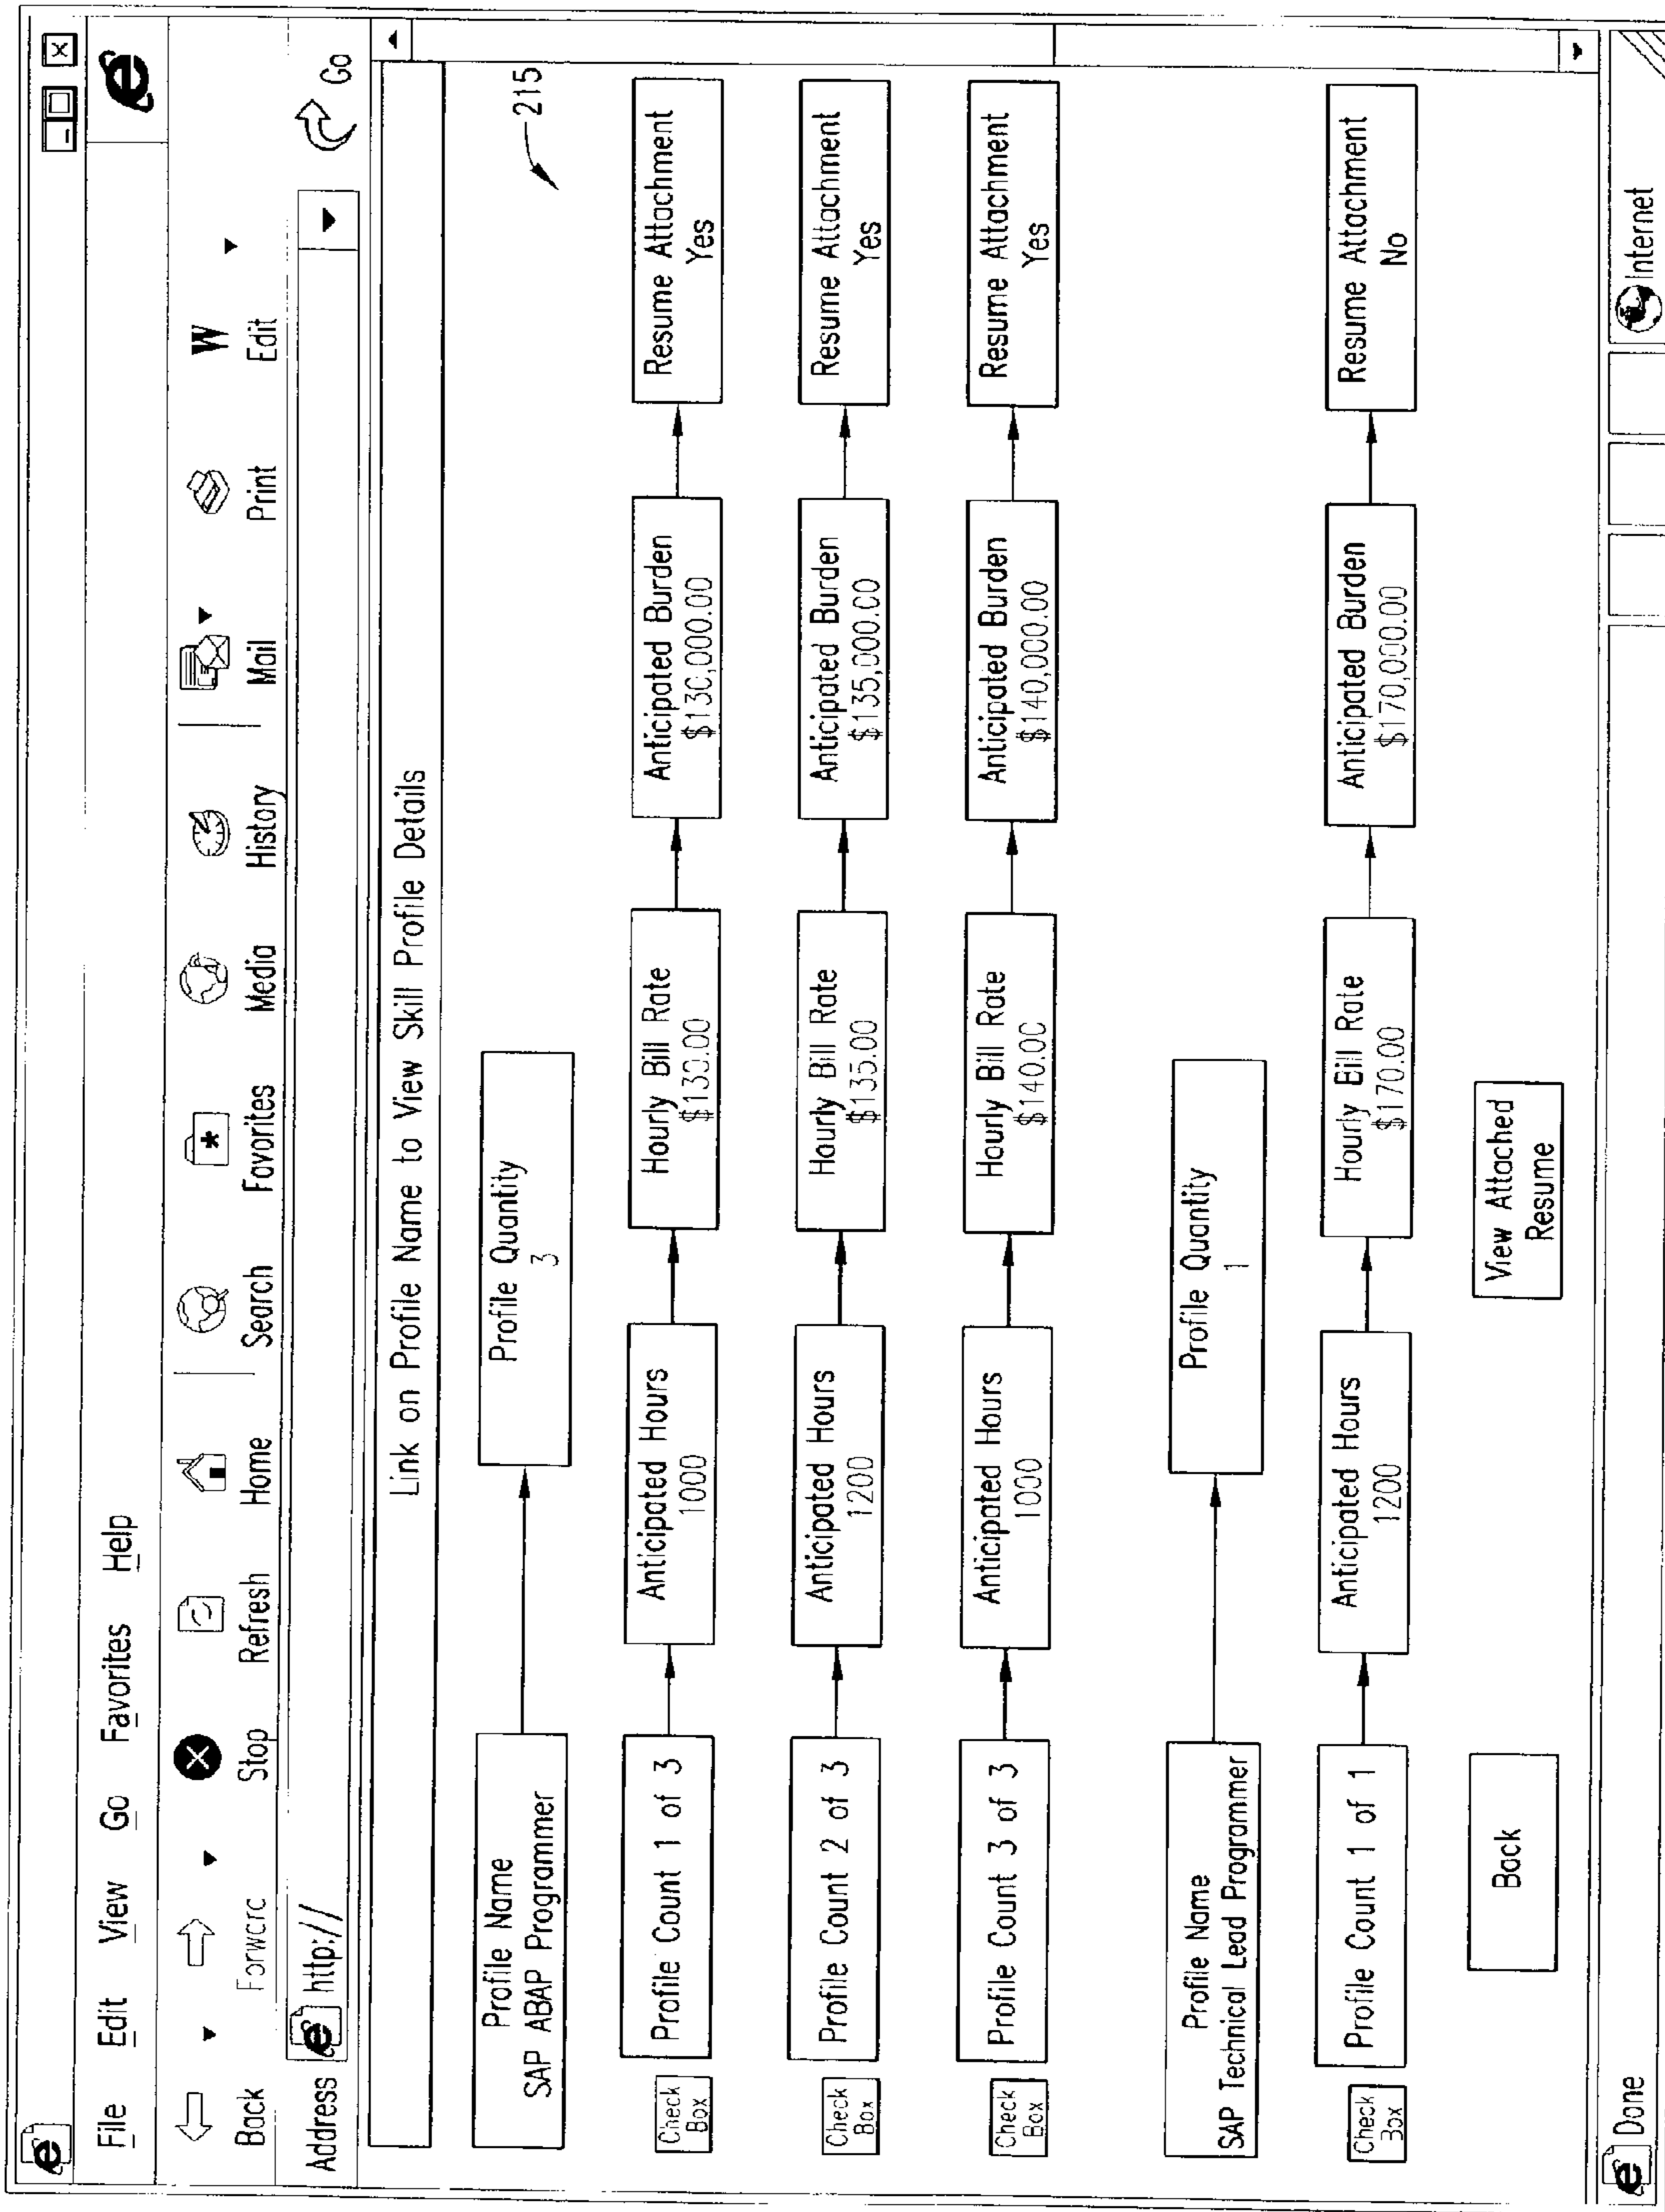 File Edit View Go Favorites Help
Back Forwarc Stop Refresh Home Search Favorites Media History Mail Print Edit
W
Address http:// Go
Link on Profile Name to View Skill Profile Details
215
Profile Name
SAP ABAP Programmer
Profile Quantity
3
Check
Box
Profile Count 1 of 3
Anticipated Hours
1000
Hourly Bill Rate
$130.00
Anticipated Burden
$130,000.00
Resume Attachment
Yes
Check
Box
Profile Count 2 of 3
Anticipated Hours
1200
Hourly Bill Rate
$135.00
Anticipated Burden
$135,000.00
Resume Attachment
Yes
Check
Box
Profile Count 3 of 3
Anticipated Hours
1000
Hourly Bill Rate
$140.00
Anticipated Burden
$140,000.00
Resume Attachment
Yes
Profile Name
SAP Technical Lead Programmer
Profile Quantity
1
Check
Box
Profile Count 1 of 1
Anticipated Hours
1200
Hourly Bill Rate
$170.00
Anticipated Burden
$170,000.00
Resume Attachment
No
Back
View Attached
Resume
Done
Internet